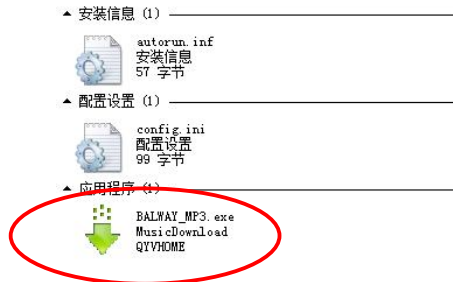 安装信息 (1)
autorun.inf
安装信息
57 字节
配置设置 (1)
config.ini
配置设置
99 字节
应用程序 (1)
BALWAY_MP3.exe
MusicDownload
QYVHOME